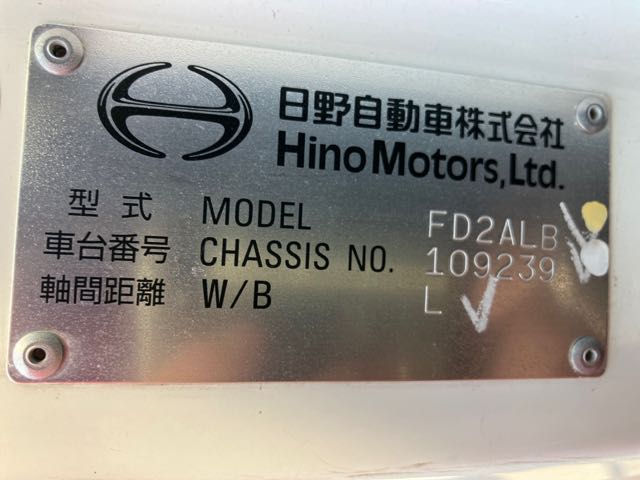 日野自動車株式会社
Hino Motors, Ltd.
型式 MODEL FD2ALB
車台番号 CHASSIS NO. 109239
軸間距離 W/B L